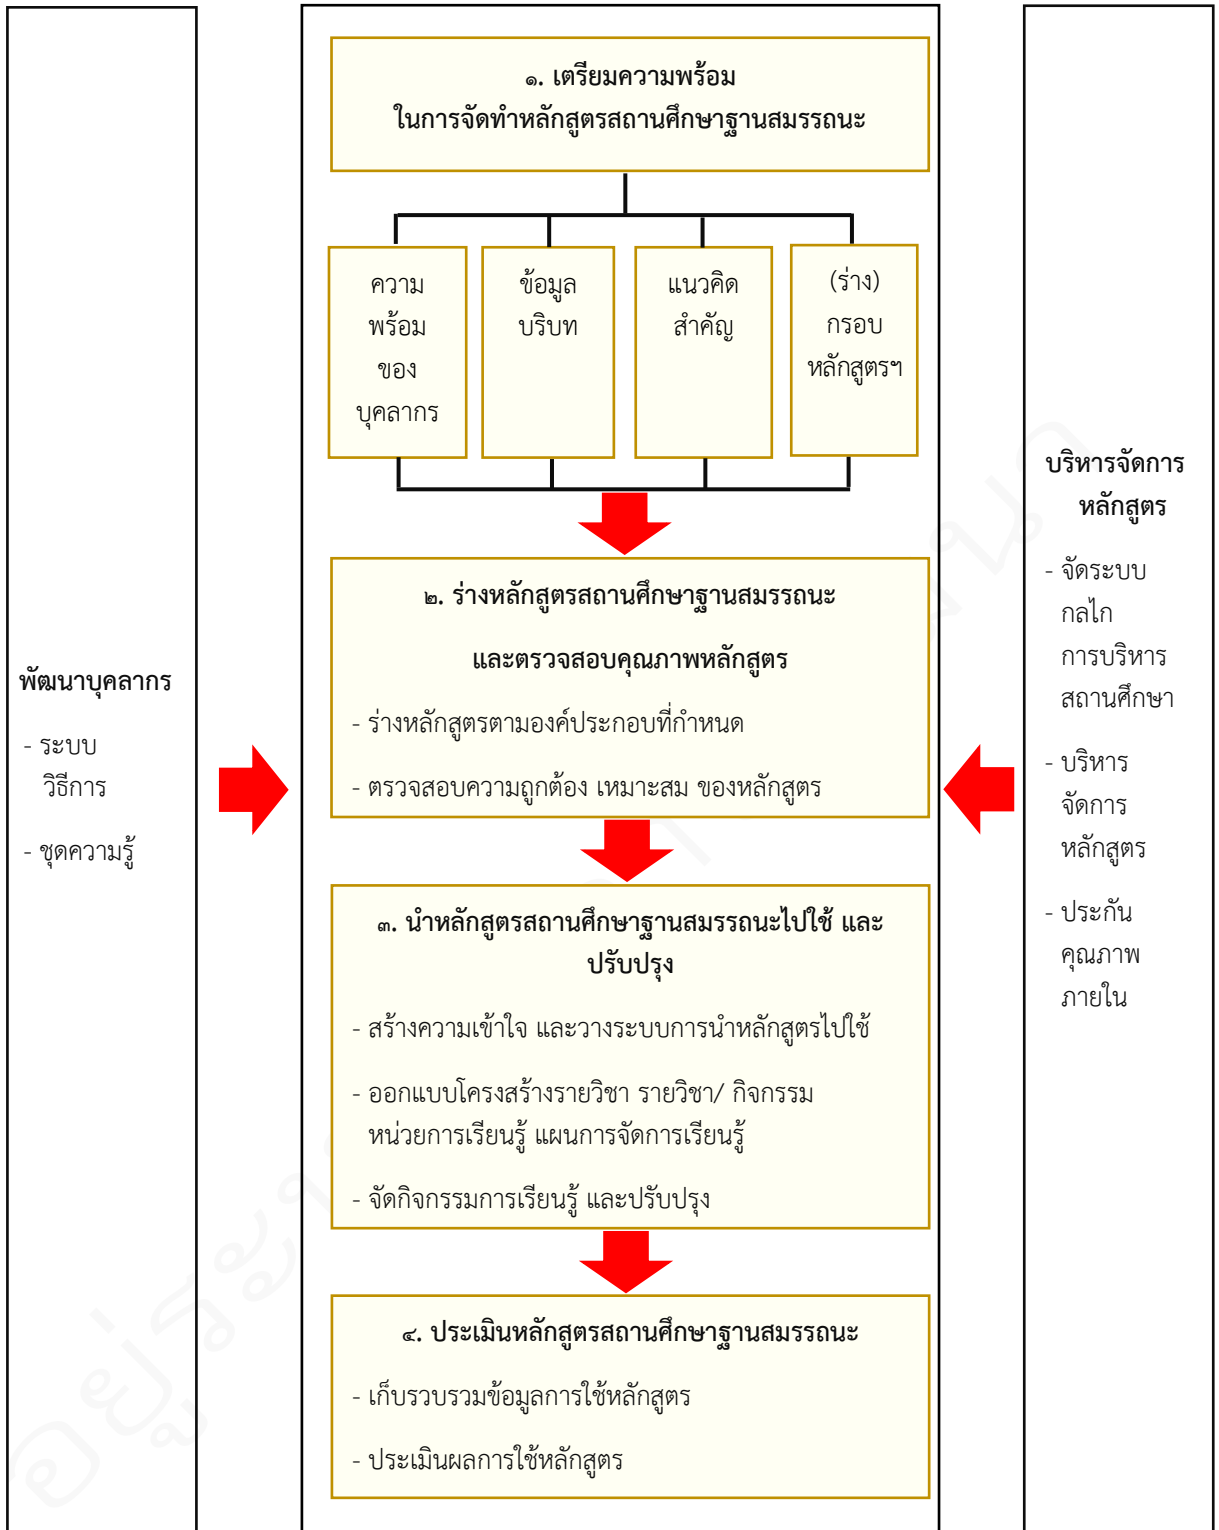 ๑. เตรียมความพร้อม
ในการจัดทำหลักสูตรสถานศึกษาฐานสมรรถนะ
ความ
พร้อม
ของ
บุคลากร
ข้อมูล
บริบท
แนวคิด
สำคัญ
(ร่าง)
กรอบ
หลักสูตรฯ
๒. ร่างหลักสูตรสถานศึกษาฐานสมรรถนะ
และตรวจสอบคุณภาพหลักสูตร
- ร่างหลักสูตรตามองค์ประกอบที่กำหนด
- ตรวจสอบความถูกต้อง เหมาะสม ของหลักสูตร
๓. นำหลักสูตรสถานศึกษาฐานสมรรถนะไปใช้ และ
ปรับปรุง
- สร้างความเข้าใจ และวางระบบการนำหลักสูตรไปใช้
- ออกแบบโครงสร้างรายวิชา รายวิชา/ กิจกรรม
หน่วยการเรียนรู้ แผนการจัดการเรียนรู้
- จัดกิจกรรมการเรียนรู้ และปรับปรุง
๔. ประเมินหลักสูตรสถานศึกษาฐานสมรรถนะ
- เก็บรวบรวมข้อมูลการใช้หลักสูตร
- ประเมินผลการใช้หลักสูตร
พัฒนาบุคลากร
- ระบบ
วิธีการ
- ชุดความรู้
บริหารจัดการ
หลักสูตร
- จัดระบบ
กลไก
การบริหาร
สถานศึกษา
- บริหาร
จัดการ
หลักสูตร
- ประกัน
คุณภาพ
ภายใน